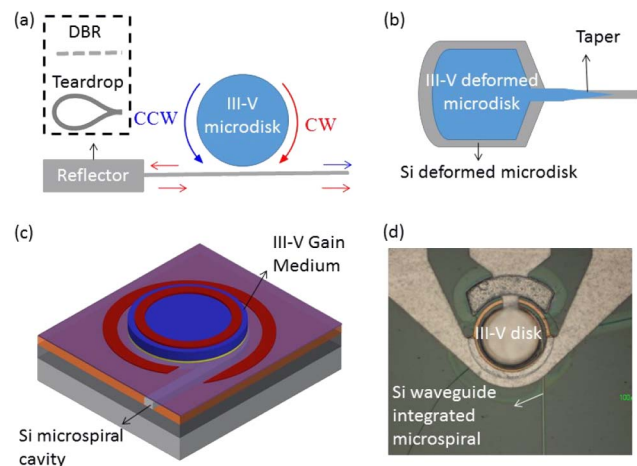 (a)
DBR
Teardrop
CCW
III-V
microdisk
CW
Reflector
(b)
Taper
III-V deformed
microdisk
Si deformed microdisk
(c)
III-V Gain
Medium
Si microspiral
cavity
(d)
III-V disk
Si waveguide
integrated
microspiral